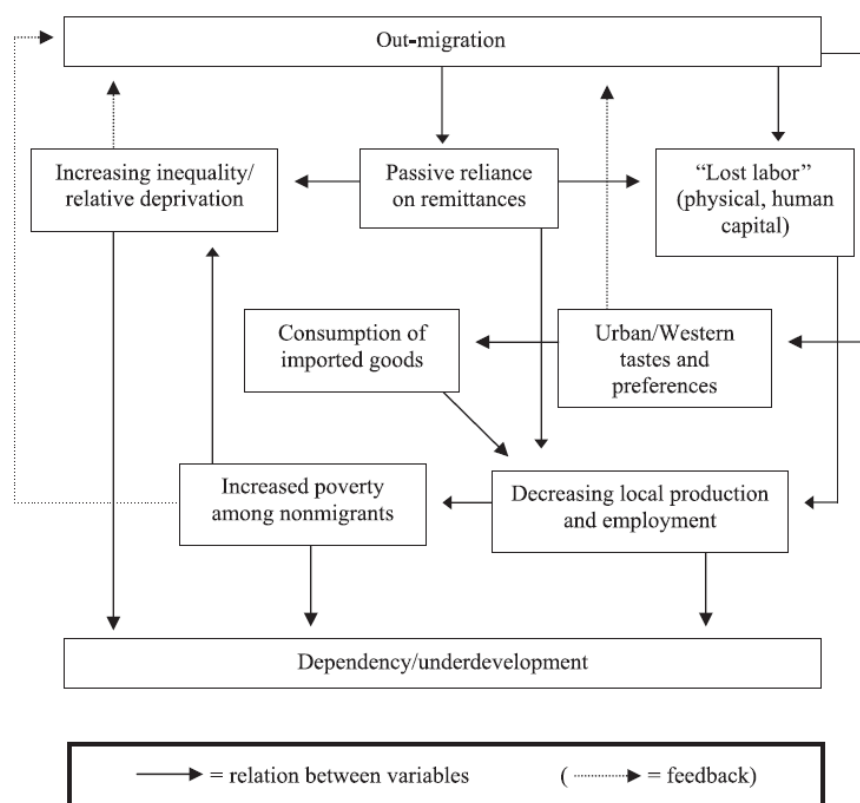 Out-migration
Increasing inequality/
relative deprivation
Passive reliance
on remittances
“Lost labor”
(physical, human
capital)
Consumption of
imported goods
Urban/Western
tastes and
preferences
Increased poverty
among nonmigrants
Decreasing local production
and employment
Dependency/underdevelopment
= relation between variables ( = feedback)